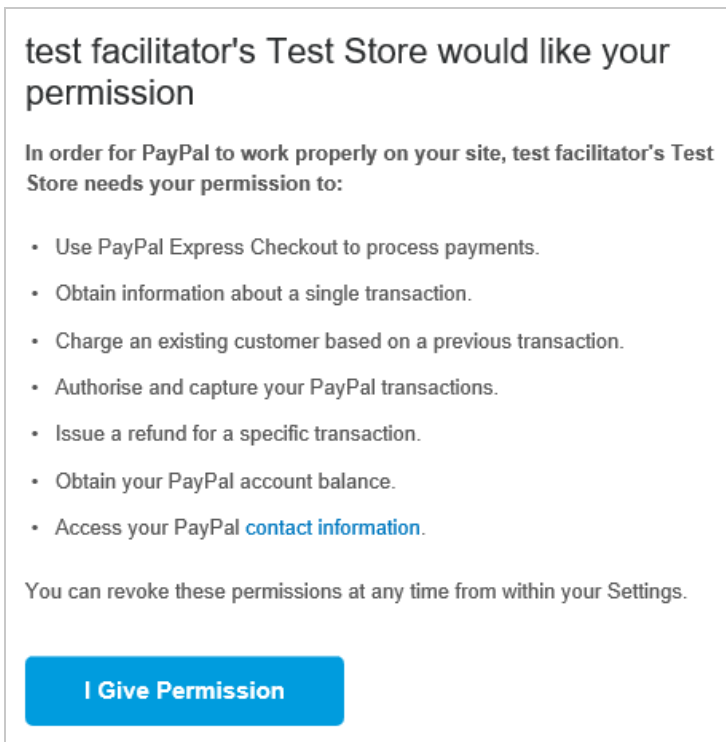 test facilitator's Test Store would like your
permission
In order for PayPal to work properly on your site, test facilitator's Test
Store needs your permission to:
• Use PayPal Express Checkout to process payments.
• Obtain information about a single transaction.
• Charge an existing customer based on a previous transaction.
• Authorise and capture your PayPal transactions.
• Issue a refund for a specific transaction.
• Obtain your PayPal account balance.
• Access your PayPal contact information.
You can revoke these permissions at any time from within your Settings.
I Give Permission